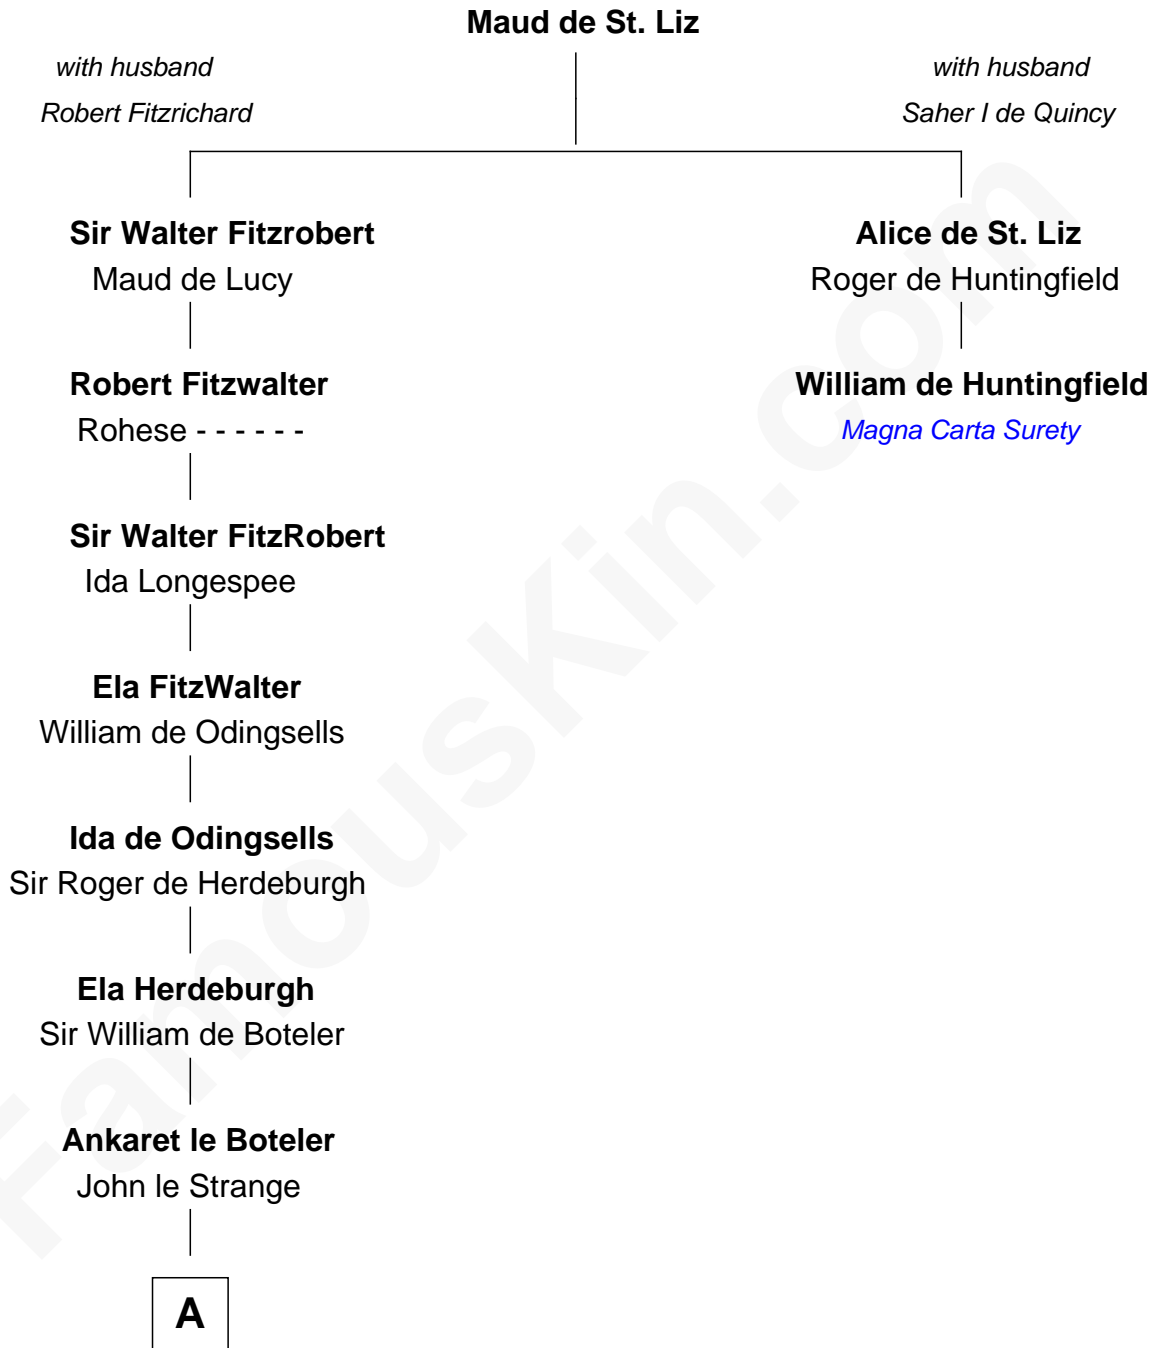 Maud de St. Liz
with husband
Robert Fitzrichard
with husband
Saher I de Quincy
Sir Walter Fitzrobert
Maud de Lucy
Alice de St. Liz
Roger de Huntingfield
Robert Fitzwalter
Rohese - - - - - -
William de Huntingfield
Magna Carta Surety
Sir Walter FitzRobert
Ida Longespee
Ela FitzWalter
William de Odingsells
Ida de Odingsells
Sir Roger de Herdeburgh
Ela Herdeburgh
Sir William de Boteler
Ankaret le Boteler
John le Strange
A
FamousKin.com